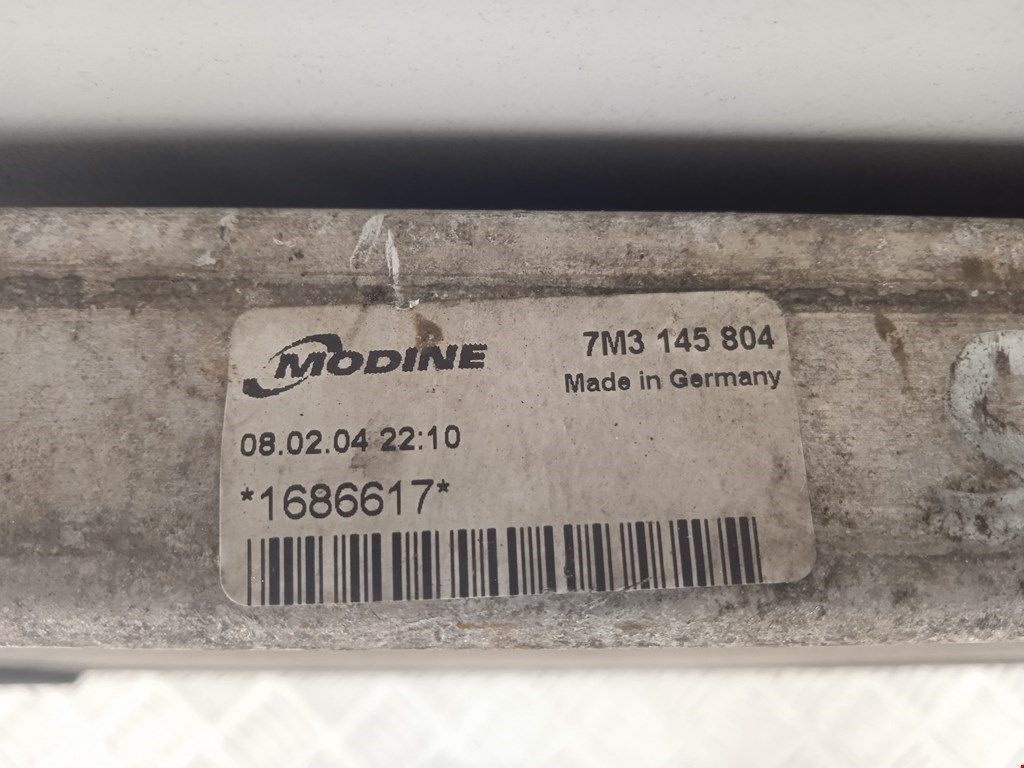 MODINE
7M3 145 804
Made in Germany
08.02.04 22:10
*1686617*